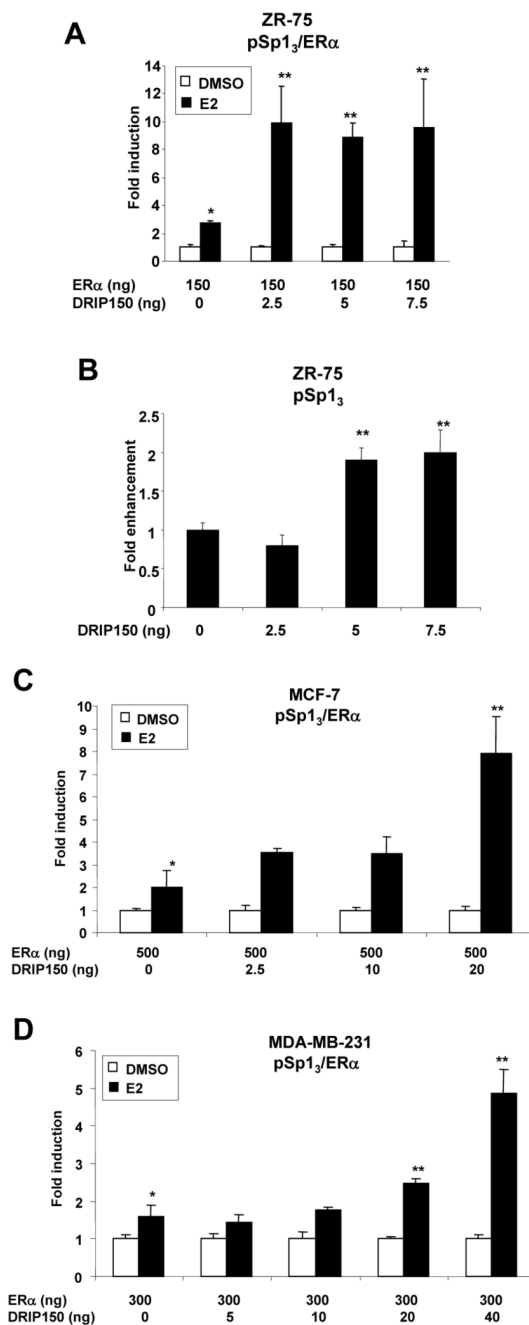 A
ZR-75
pSp1₃/ERα
DMSO
E2
Fold induction
14
12
10
8
6
4
2
0
*
**
**
**
ERα (ng) 150 150 150 150
DRIP150 (ng) 0 2.5 5 7.5
B
ZR-75
pSp1₃
Fold enhancement
2.5
2
1.5
1
0.5
0
**
**
DRIP150 (ng) 0 2.5 5 7.5
C
MCF-7
pSp1₃/ERα
DMSO
E2
Fold induction
10
9
8
7
6
5
4
3
2
1
0
*
**
ERα (ng) 500 500 500 500
DRIP150 (ng) 0 2.5 10 20
D
MDA-MB-231
pSp1₃/ERα
DMSO
E2
Fold induction
6
5
4
3
2
1
0
*
**
**
ERα (ng) 300 300 300 300 300
DRIP150 (ng) 0 5 10 20 40